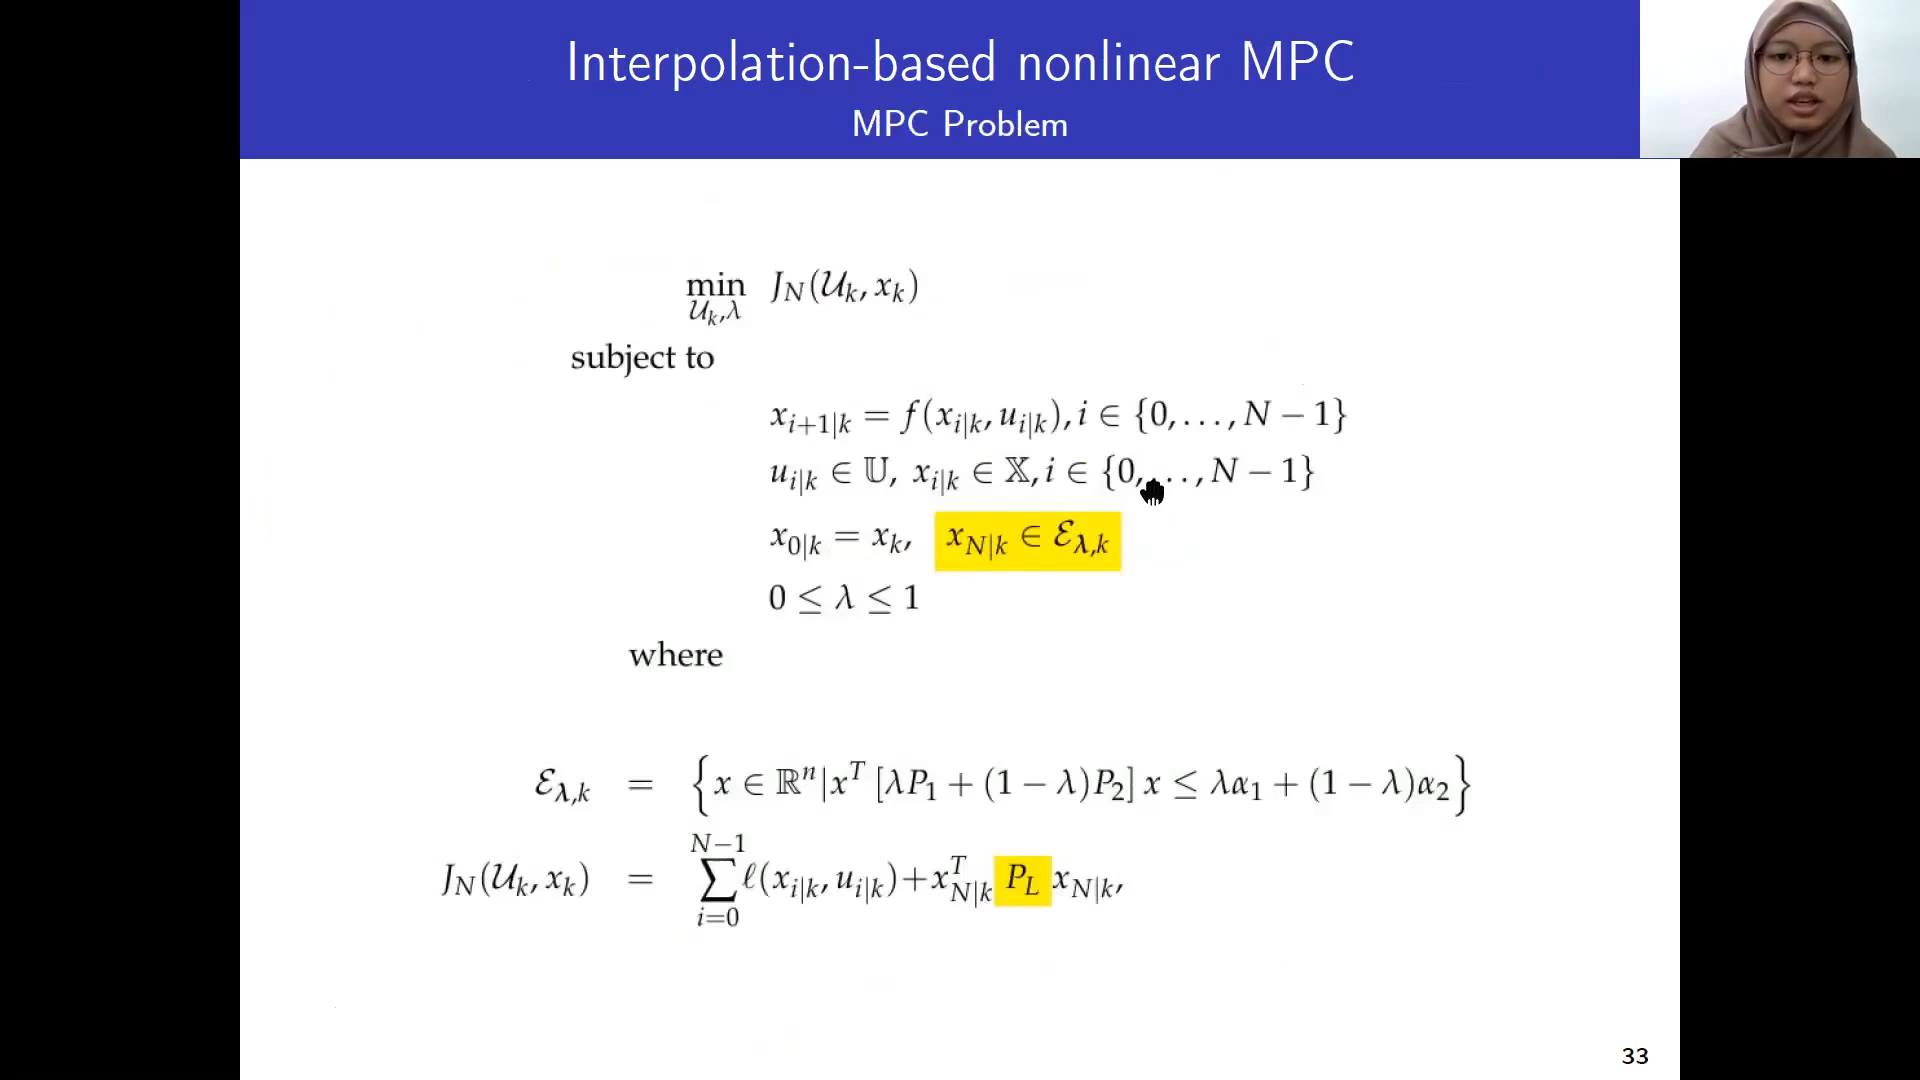 Interpolation-based nonlinear MPC
MPC Problem
min J_N(𝒰_k, x_k)
𝒰_k,λ
subject to
x_{i+1|k} = f(x_{i|k}, u_{i|k}), i ∈ {0, . . . , N − 1}
u_{i|k} ∈ 𝕌, x_{i|k} ∈ 𝕏, i ∈ {0, . . . , N − 1}
x_{0|k} = x_k, x_{N|k} ∈ ℰ_{λ,k}
0 ≤ λ ≤ 1
where
ℰ_{λ,k} = {x ∈ ℝ^n | x^T [λP_1 + (1 − λ)P_2] x ≤ λα_1 + (1 − λ)α_2}
J_N(𝒰_k, x_k) = ∑_{i=0}^{N−1} ℓ(x_{i|k}, u_{i|k}) + x_{N|k}^T P_L x_{N|k},
33